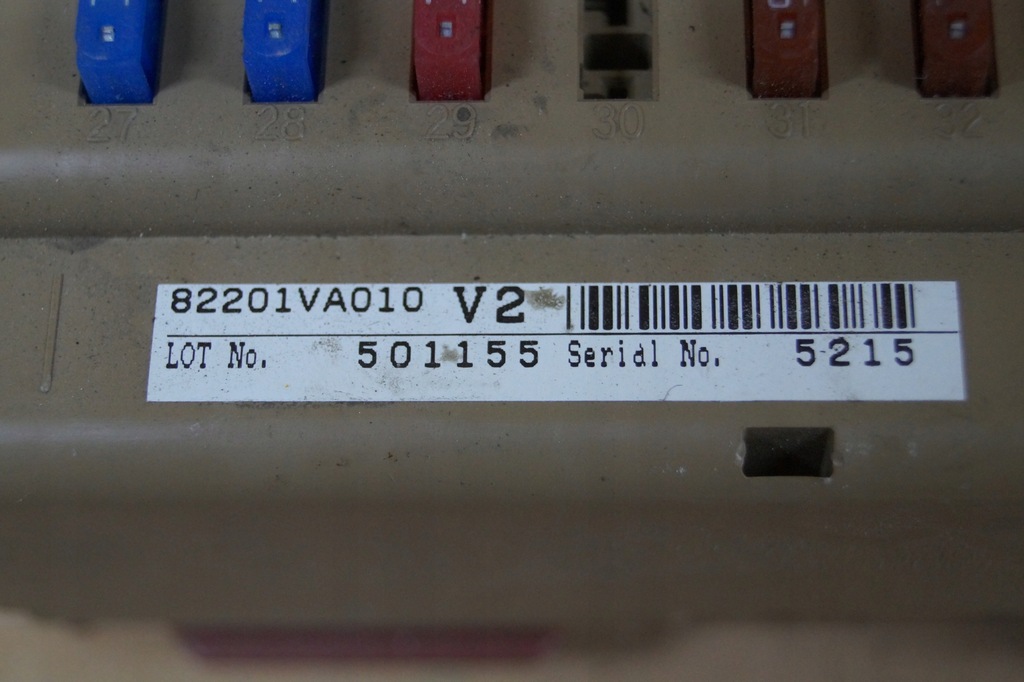 27 28 29 30 31 32
82201VA010 V2
LOT No. 501155 Serial No. 5215